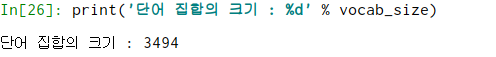 In[26]: print('단어 집합의 크기 : %d' % vocab_size)
단어 집합의 크기 : 3494